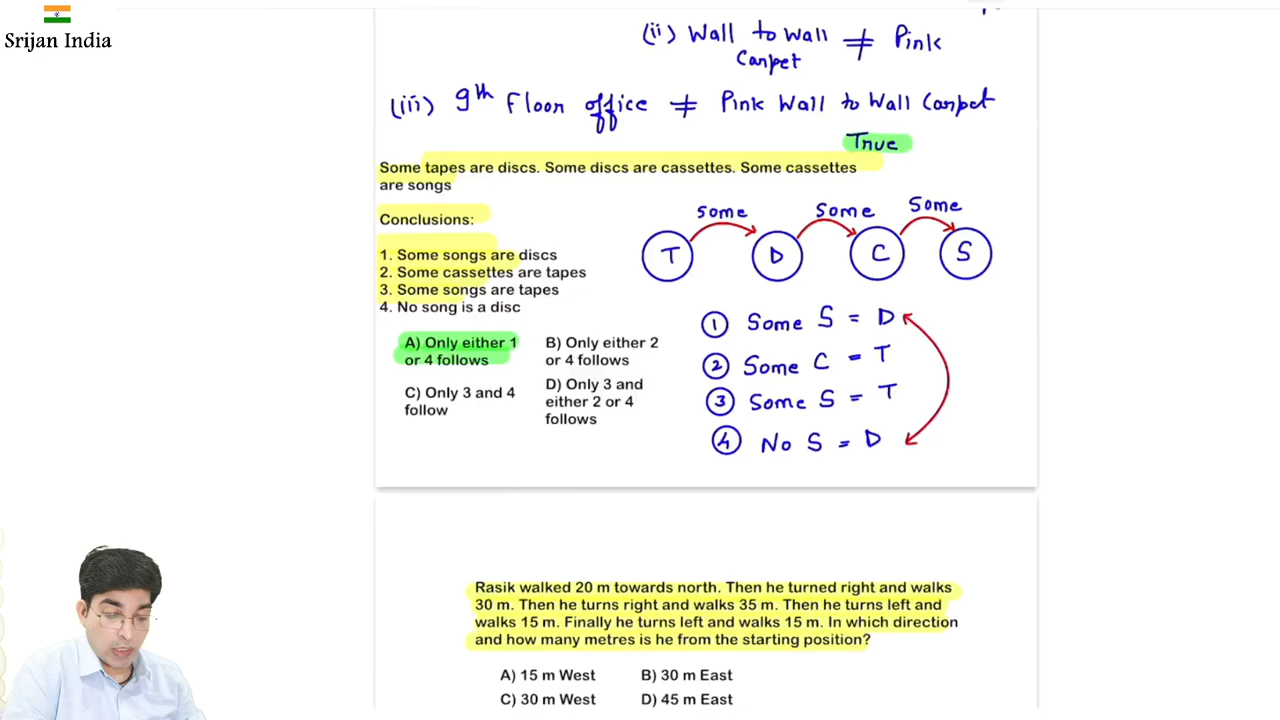 Srijan India
(ii) Wall to Wall ≠ Pink
Carpet
(iii) 9th Floor office ≠ Pink Wall to Wall Carpet
True
Some tapes are discs. Some discs are cassettes. Some cassettes
are songs
Conclusions:
1. Some songs are discs
2. Some cassettes are tapes
3. Some songs are tapes
4. No song is a disc
A) Only either 1
or 4 follows
B) Only either 2
or 4 follows
C) Only 3 and 4
follow
D) Only 3 and
either 2 or 4
follows
Some Some Some
T D C S
1 Some S = D
2 Some C = T
3 Some S = T
4 No S = D
Rasik walked 20 m towards north. Then he turned right and walks
30 m. Then he turns right and walks 35 m. Then he turns left and
walks 15 m. Finally he turns left and walks 15 m. In which direction
and how many metres is he from the starting position?
A) 15 m West B) 30 m East
C) 30 m West D) 45 m East